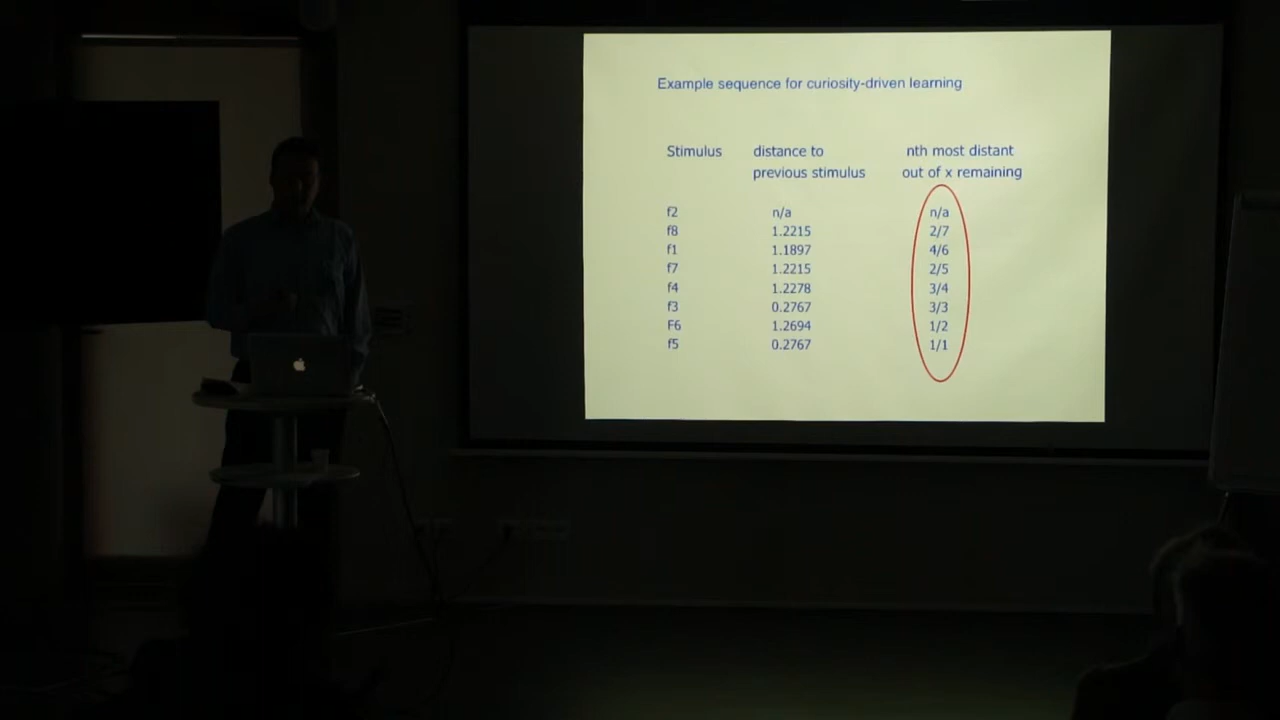 Example sequence for curiosity-driven learning
Stimulus distance to previous stimulus nth most distant out of x remaining
f2 n/a n/a
f8 1.2215 2/7
f1 1.1897 4/6
f7 1.2215 2/5
f4 1.2278 3/4
f3 0.2767 3/3
F6 1.2694 1/2
f5 0.2767 1/1